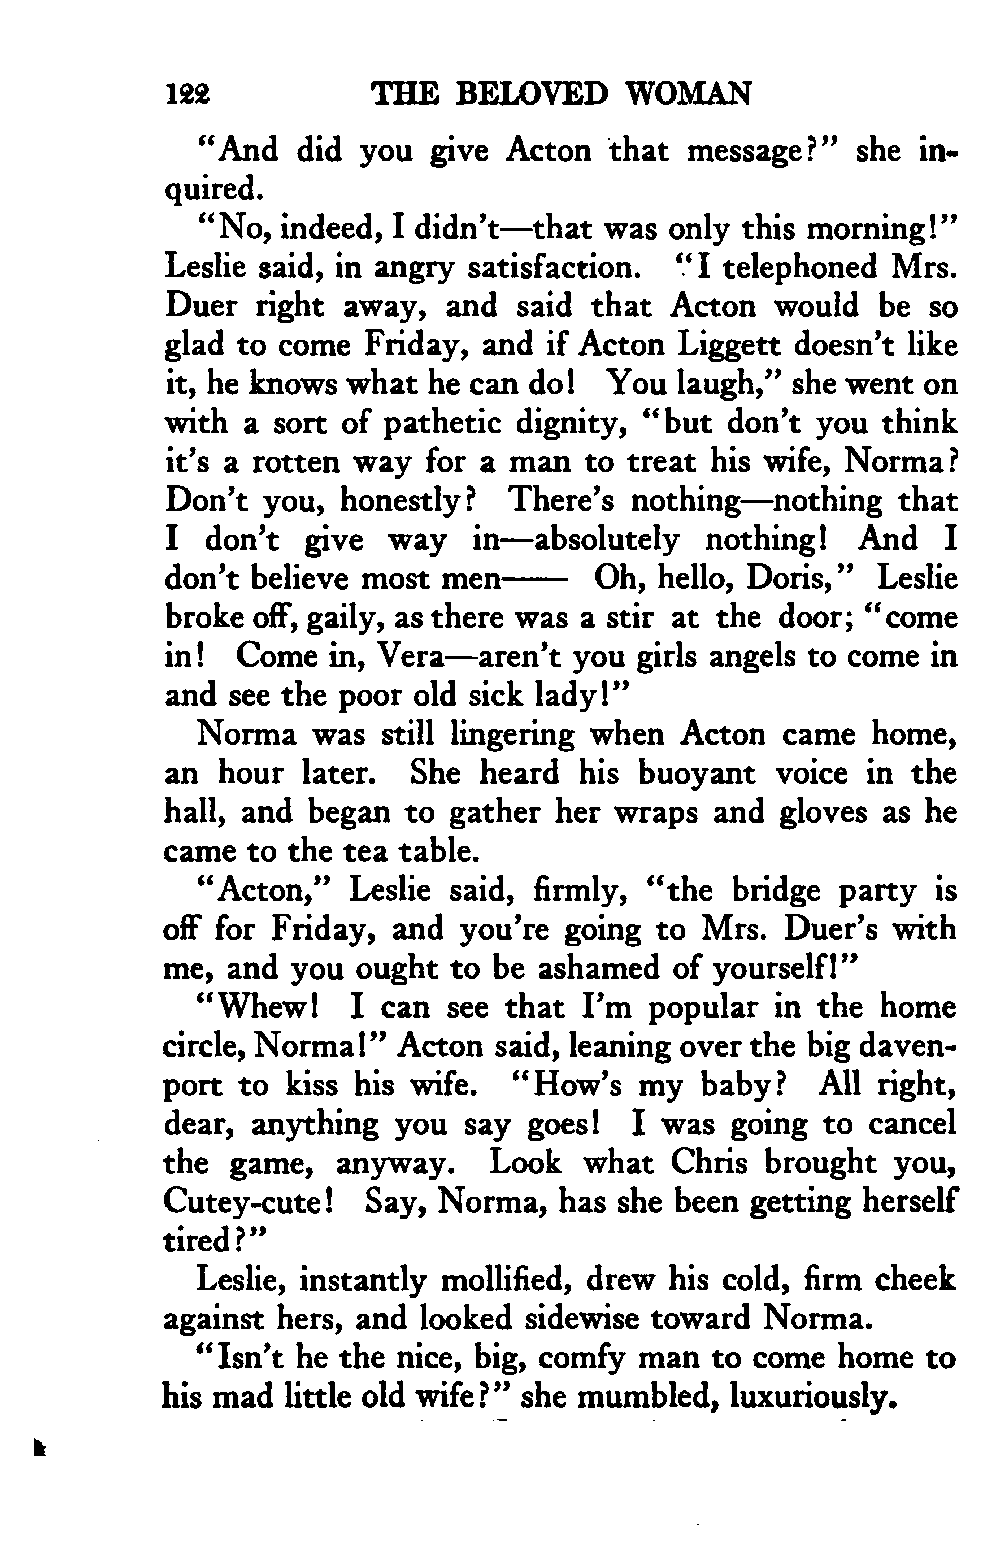 122 THE BELOVED WOMAN
"And did you give Acton that message?" she in-
quired.
"No, indeed, I didn't—that was only this morning!"
Leslie said, in angry satisfaction. "I telephoned Mrs.
Duer right away, and said that Acton would be so
glad to come Friday, and if Acton Liggett doesn't like
it, he knows what he can do! You laugh," she went on
with a sort of pathetic dignity, "but don't you think
it's a rotten way for a man to treat his wife, Norma?
Don't you, honestly? There's nothing—nothing that
I don't give way in—absolutely nothing! And I
don't believe most men—— Oh, hello, Doris," Leslie
broke off, gaily, as there was a stir at the door; "come
in! Come in, Vera—aren't you girls angels to come in
and see the poor old sick lady!"
Norma was still lingering when Acton came home,
an hour later. She heard his buoyant voice in the
hall, and began to gather her wraps and gloves as he
came to the tea table.
"Acton," Leslie said, firmly, "the bridge party is
off for Friday, and you're going to Mrs. Duer's with
me, and you ought to be ashamed of yourself!"
"Whew! I can see that I'm popular in the home
circle, Norma!" Acton said, leaning over the big daven-
port to kiss his wife. "How's my baby? All right,
dear, anything you say goes! I was going to cancel
the game, anyway. Look what Chris brought you,
Cutey-cute! Say, Norma, has she been getting herself
tired?"
Leslie, instantly mollified, drew his cold, firm cheek
against hers, and looked sidewise toward Norma.
"Isn't he the nice, big, comfy man to come home to
his mad little old wife?" she mumbled, luxuriously.